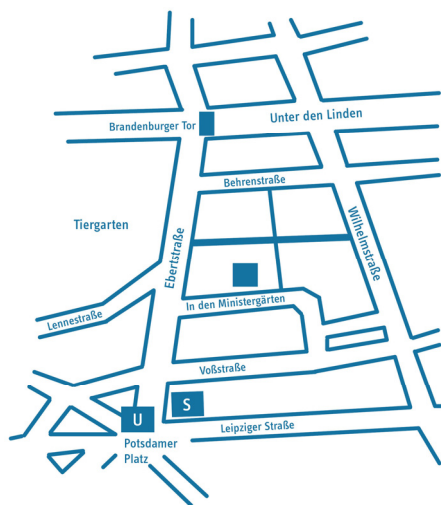 Brandenburger Tor
Unter den Linden
Behrenstraße
Tiergarten
Ebertstraße
Wilhelmstraße
In den Ministergärten
Lennestraße
Voßstraße
S
U
Leipziger Straße
Potsdamer
Platz